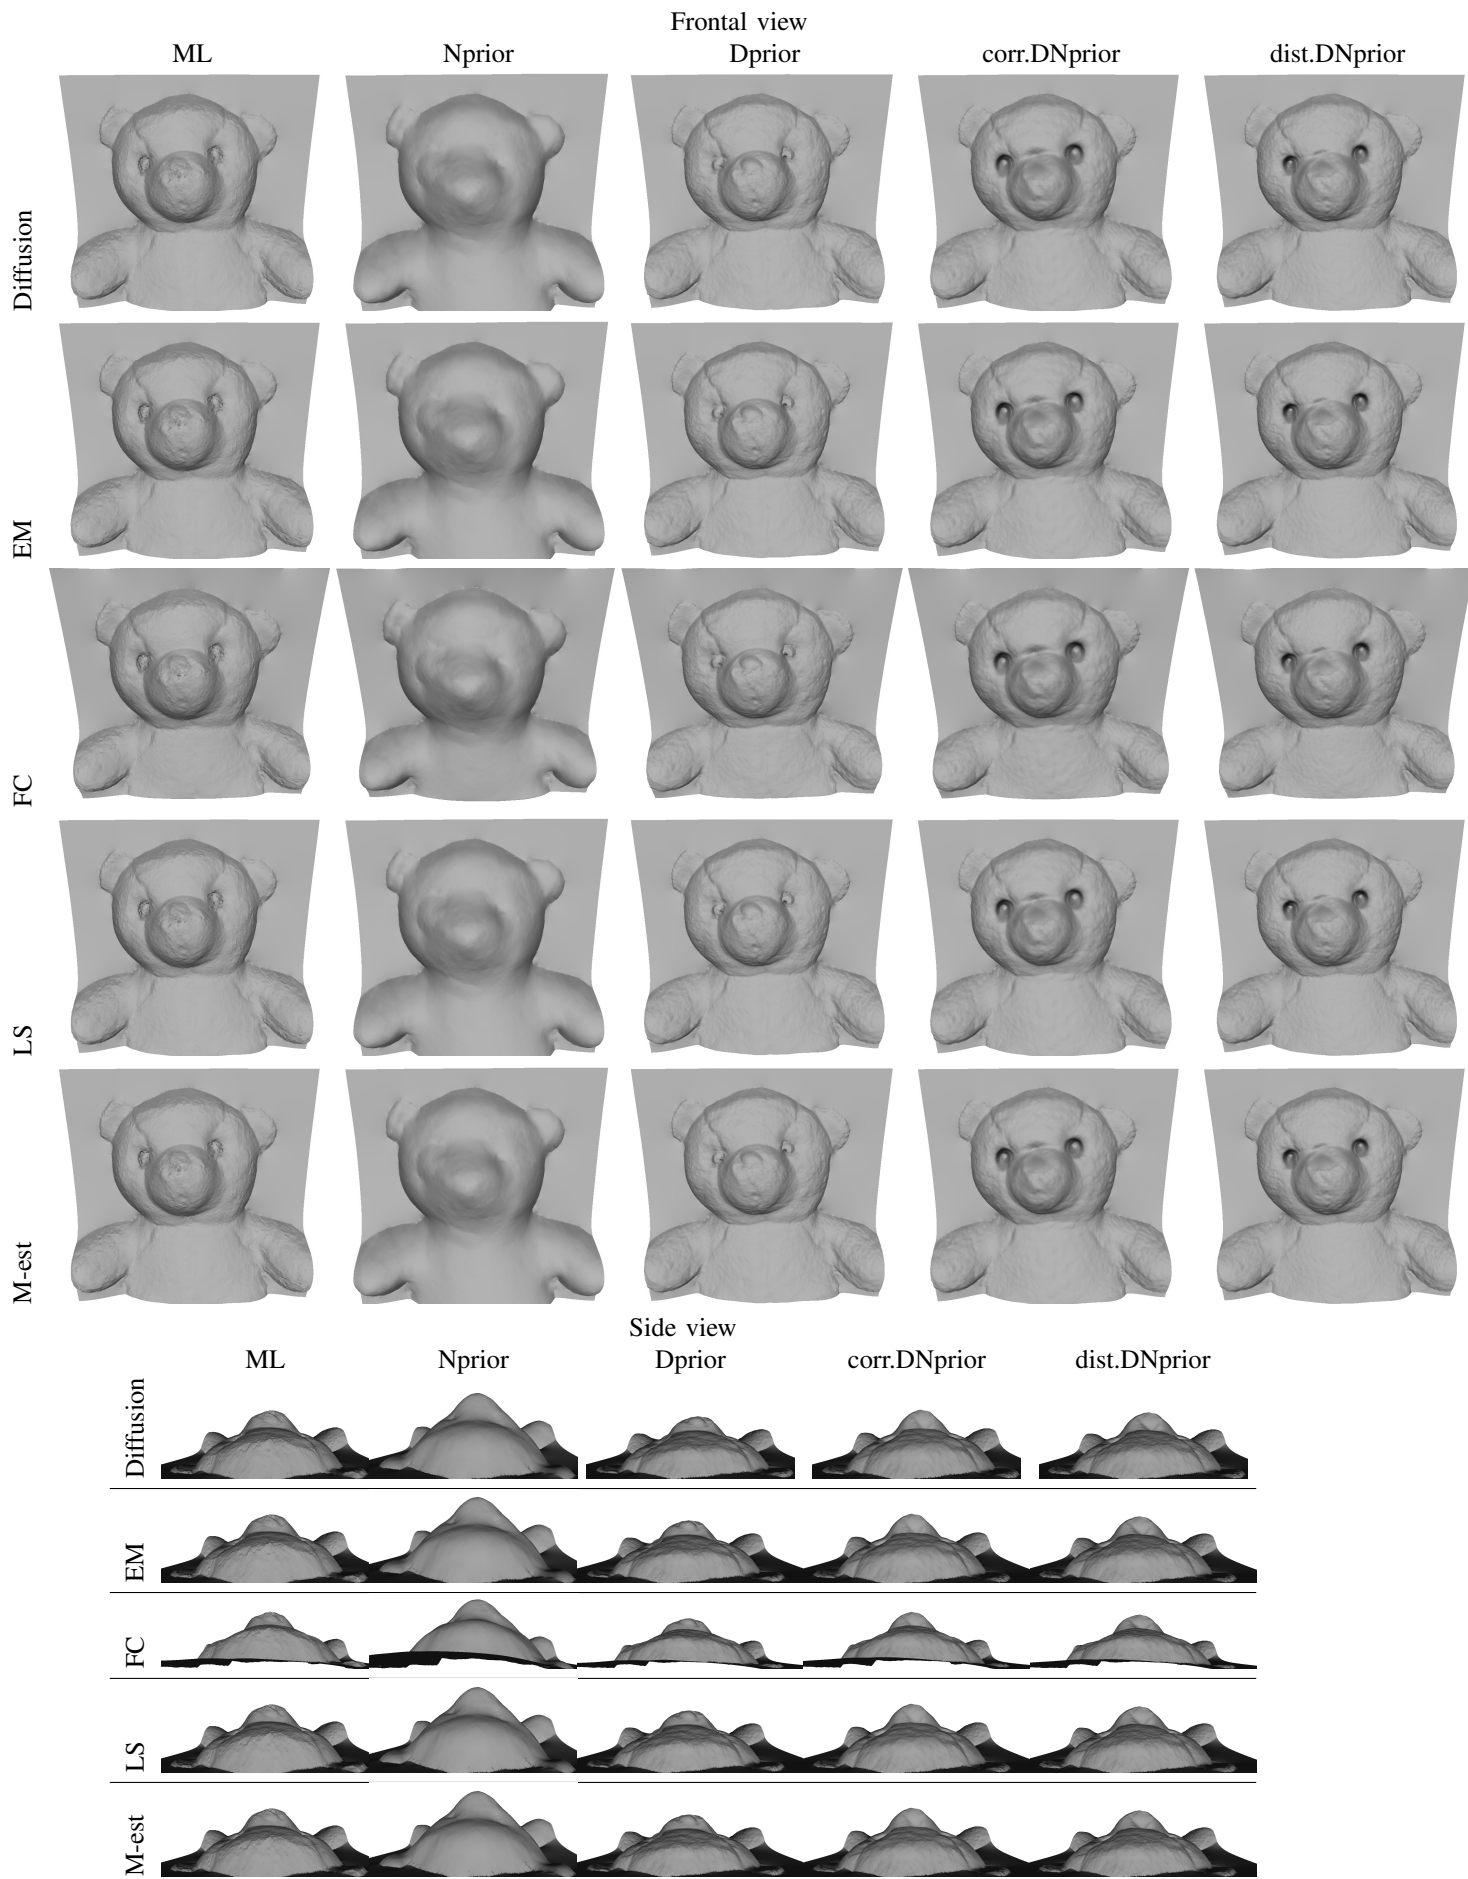 Frontal view
ML Nprior Dprior corr.DNprior dist.DNprior
Diffusion
EM
FC
LS
M-est
Side view
ML Nprior Dprior corr.DNprior dist.DNprior
Diffusion
EM
FC
LS
M-est